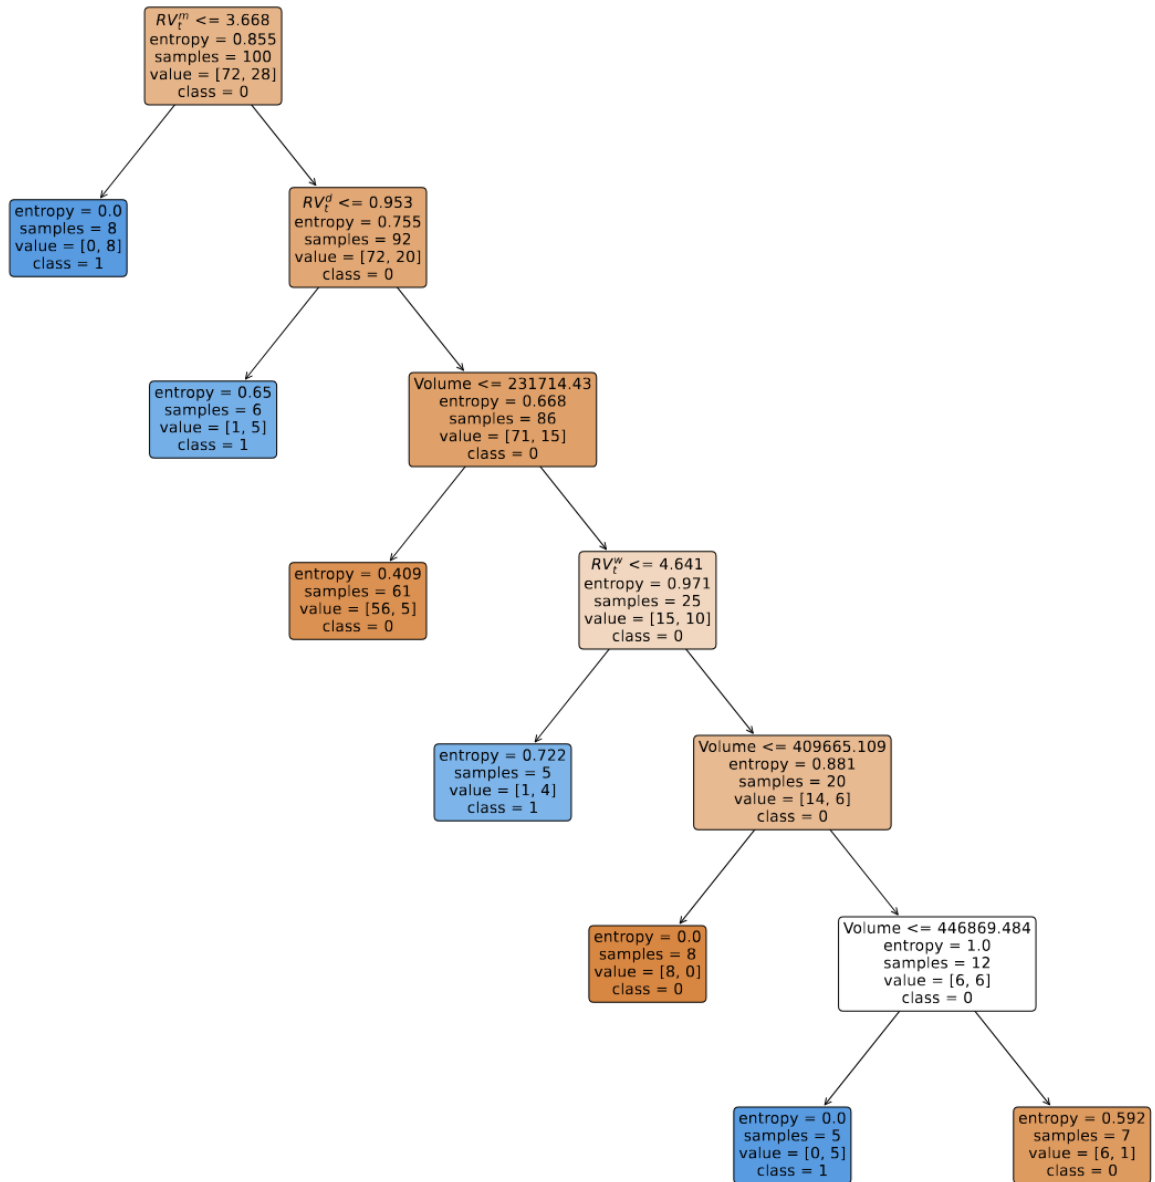 RV_t^m <= 3.668
entropy = 0.855
samples = 100
value = [72, 28]
class = 0
entropy = 0.0
samples = 8
value = [0, 8]
class = 1
RV_t^d <= 0.953
entropy = 0.755
samples = 92
value = [72, 20]
class = 0
entropy = 0.65
samples = 6
value = [1, 5]
class = 1
Volume <= 231714.43
entropy = 0.668
samples = 86
value = [71, 15]
class = 0
entropy = 0.409
samples = 61
value = [56, 5]
class = 0
RV_t^w <= 4.641
entropy = 0.971
samples = 25
value = [15, 10]
class = 0
entropy = 0.722
samples = 5
value = [1, 4]
class = 1
Volume <= 409665.109
entropy = 0.881
samples = 20
value = [14, 6]
class = 0
entropy = 0.0
samples = 8
value = [8, 0]
class = 0
Volume <= 446869.484
entropy = 1.0
samples = 12
value = [6, 6]
class = 0
entropy = 0.0
samples = 5
value = [0, 5]
class = 1
entropy = 0.592
samples = 7
value = [6, 1]
class = 0